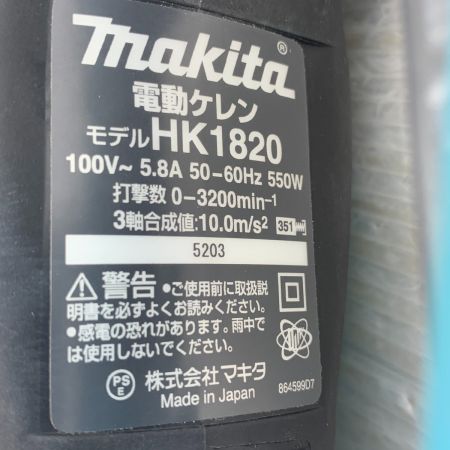 makita®
電動ケレン
モデルHK1820
100V~ 5.8A 50-60Hz 550W
打撃数 0-3200min-1
3軸合成値:10.0m/s2 351
5203
警告 •ご使用前に取扱説
明書を必ずよくお読みください。
•感電の恐れがあります。雨中で
は使用しないでください。
PS
E
株式会社マキタ
Made in Japan
864599D7